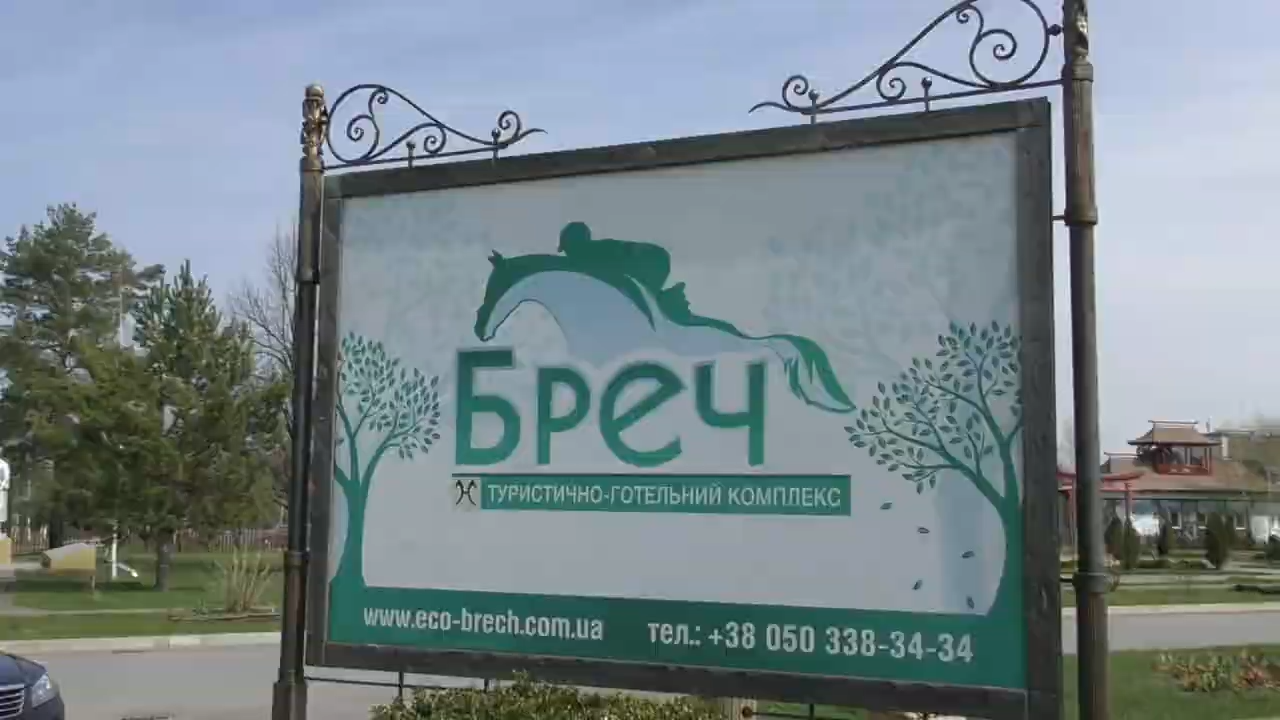 Бреч
ТУРИСТИЧНО-ГОТЕЛЬНИЙ КОМПЛЕКС
www.eco-brech.com.ua тел.: +38 050 338-34-34